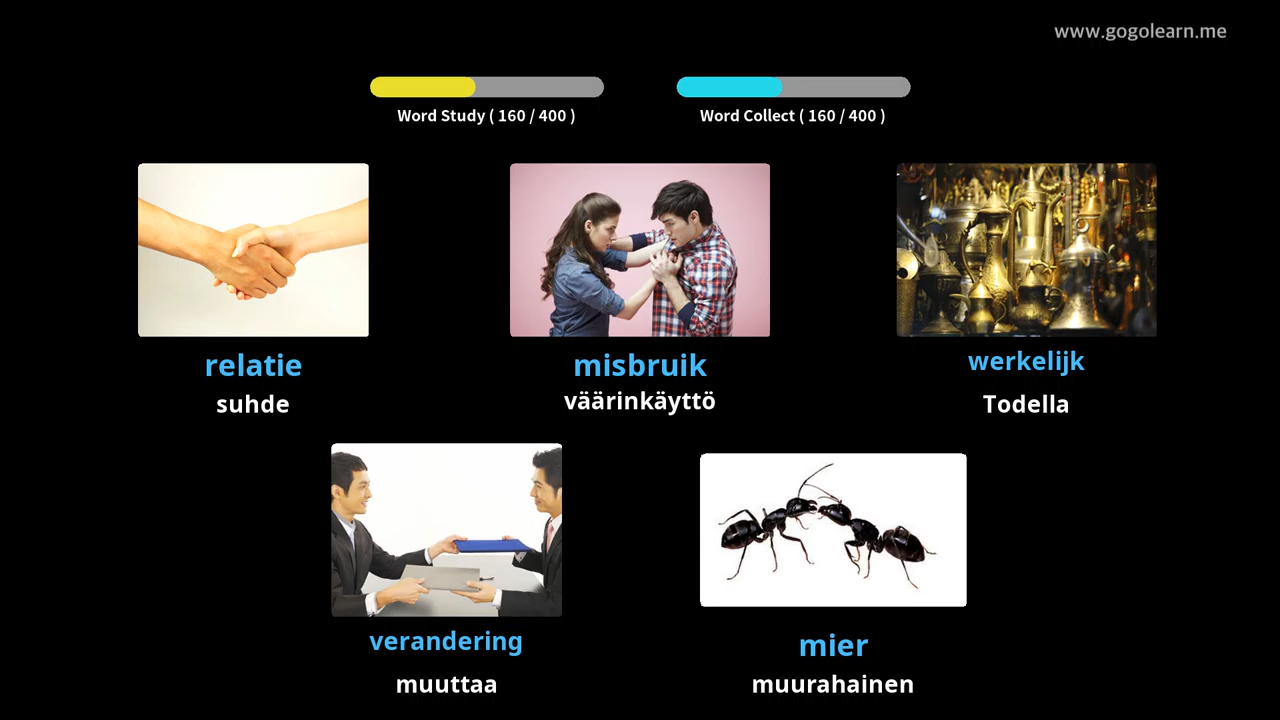 www.gogolearn.me
Word Study ( 160 / 400 )
Word Collect ( 160 / 400 )
relatie
suhde
misbruik
väärinkäyttö
werkelijk
Todella
verandering
muuttaa
mier
muurahainen